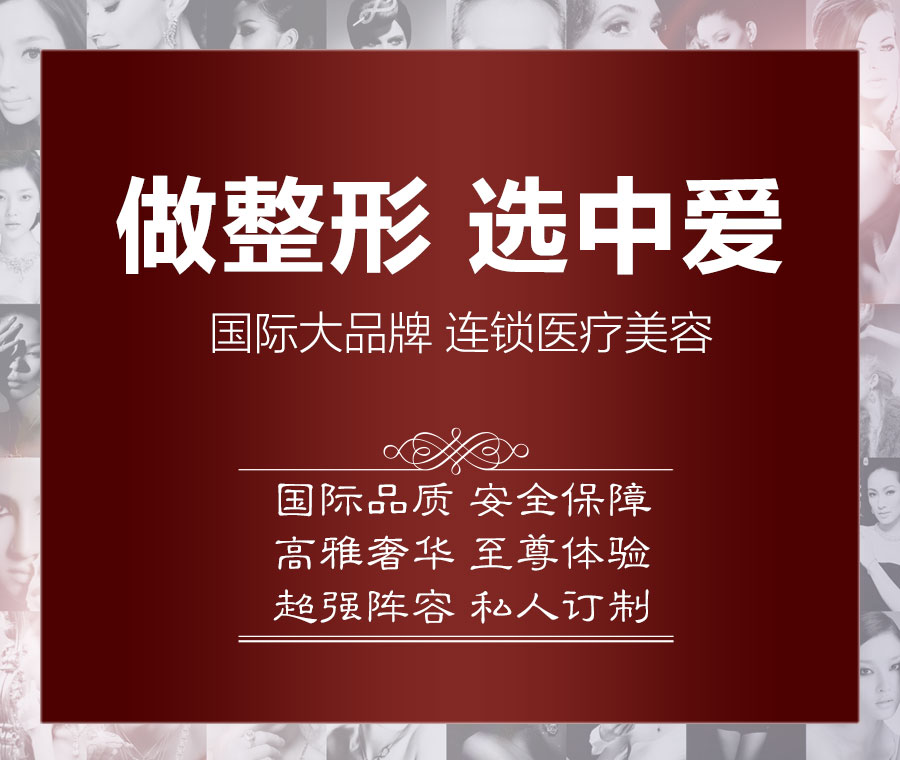 做整形 选中爱
国际大品牌 连锁医疗美容
国际品质 安全保障
高雅奢华 至尊体验
超强阵容 私人订制